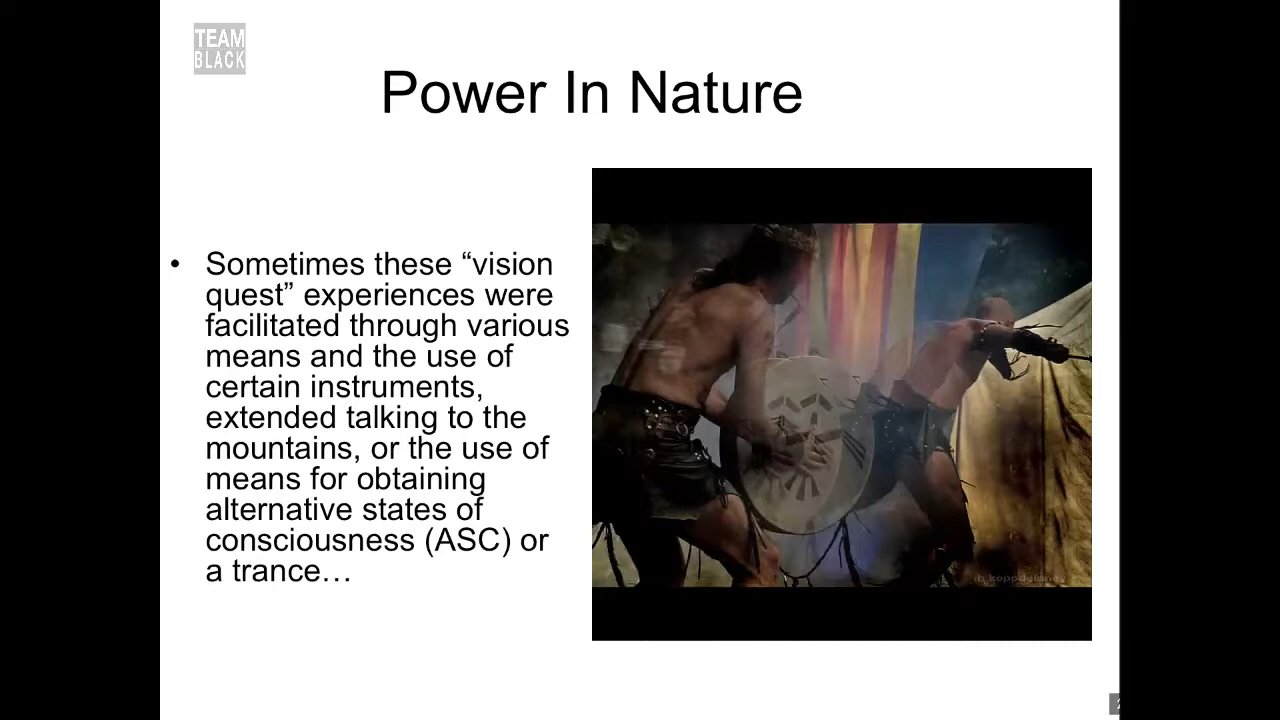 TEAM
BLACK
Power In Nature
• Sometimes these “vision
quest” experiences were
facilitated through various
means and the use of
certain instruments,
extended talking to the
mountains, or the use of
means for obtaining
alternative states of
consciousness (ASC) or
a trance…